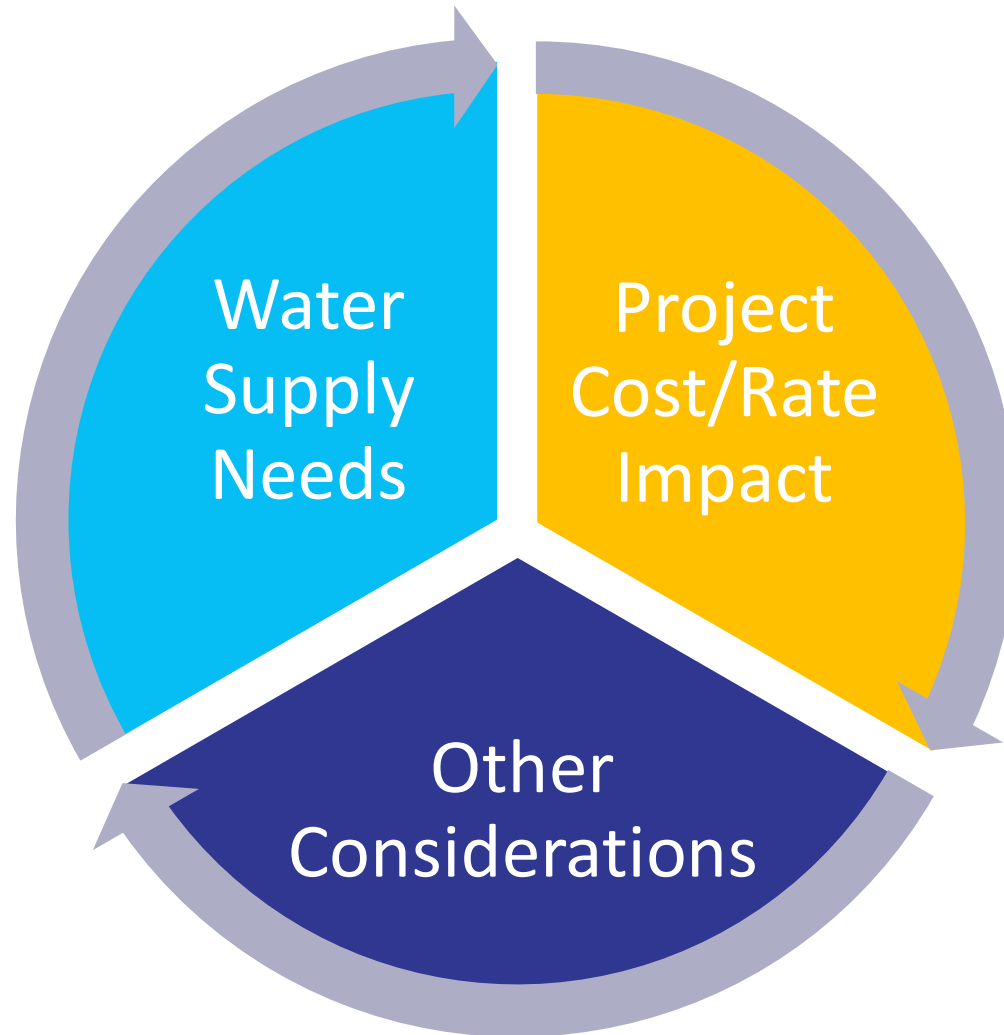 Water
Supply
Needs
Project
Cost/Rate
Impact
Other
Considerations